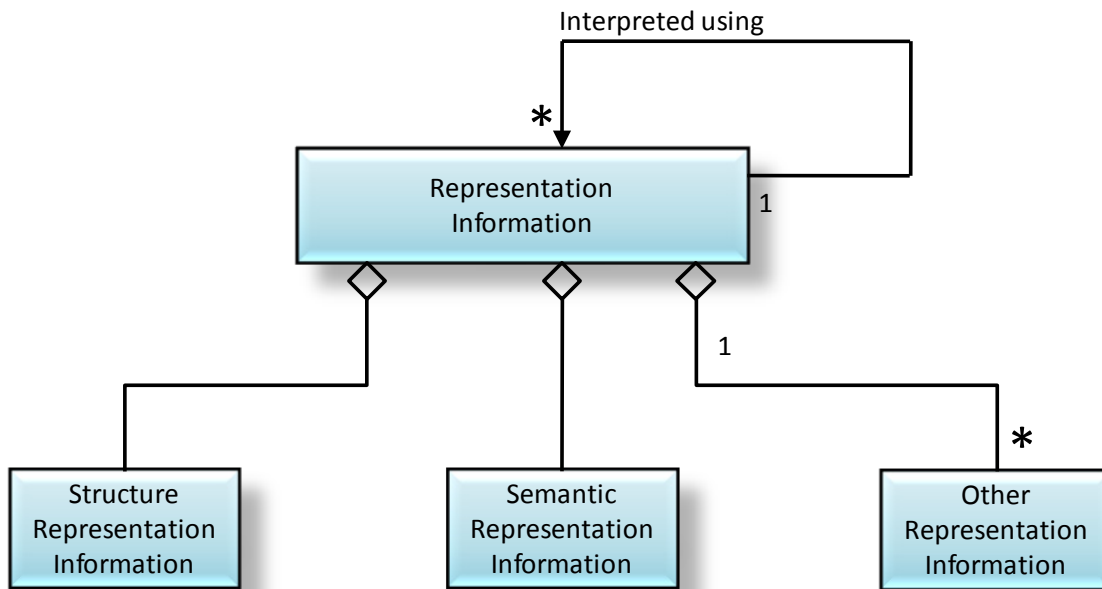 Interpreted using
*
Representation
Information
1
1
*
Structure
Representation
Information
Semantic
Representation
Information
Other
Representation
Information